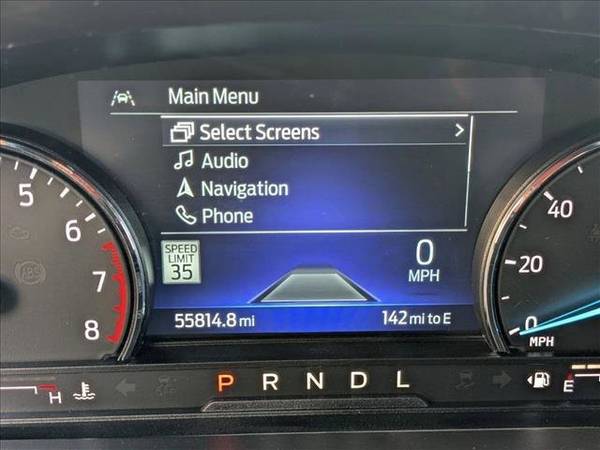 Main Menu
Select Screens >
Audio
Navigation
Phone
5
6
7
8
ABS
SPEED
LIMIT
35
0
MPH
40
20
0
MPH
55814.8 mi
142 mi to E
H
P R N D L
E